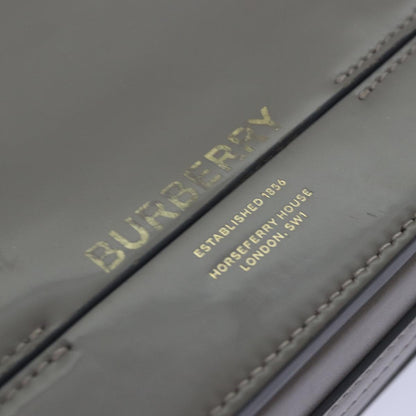 BURBERRY
ESTABLISHED 1856
HORSEFERRY HOUSE
LONDON, SW1